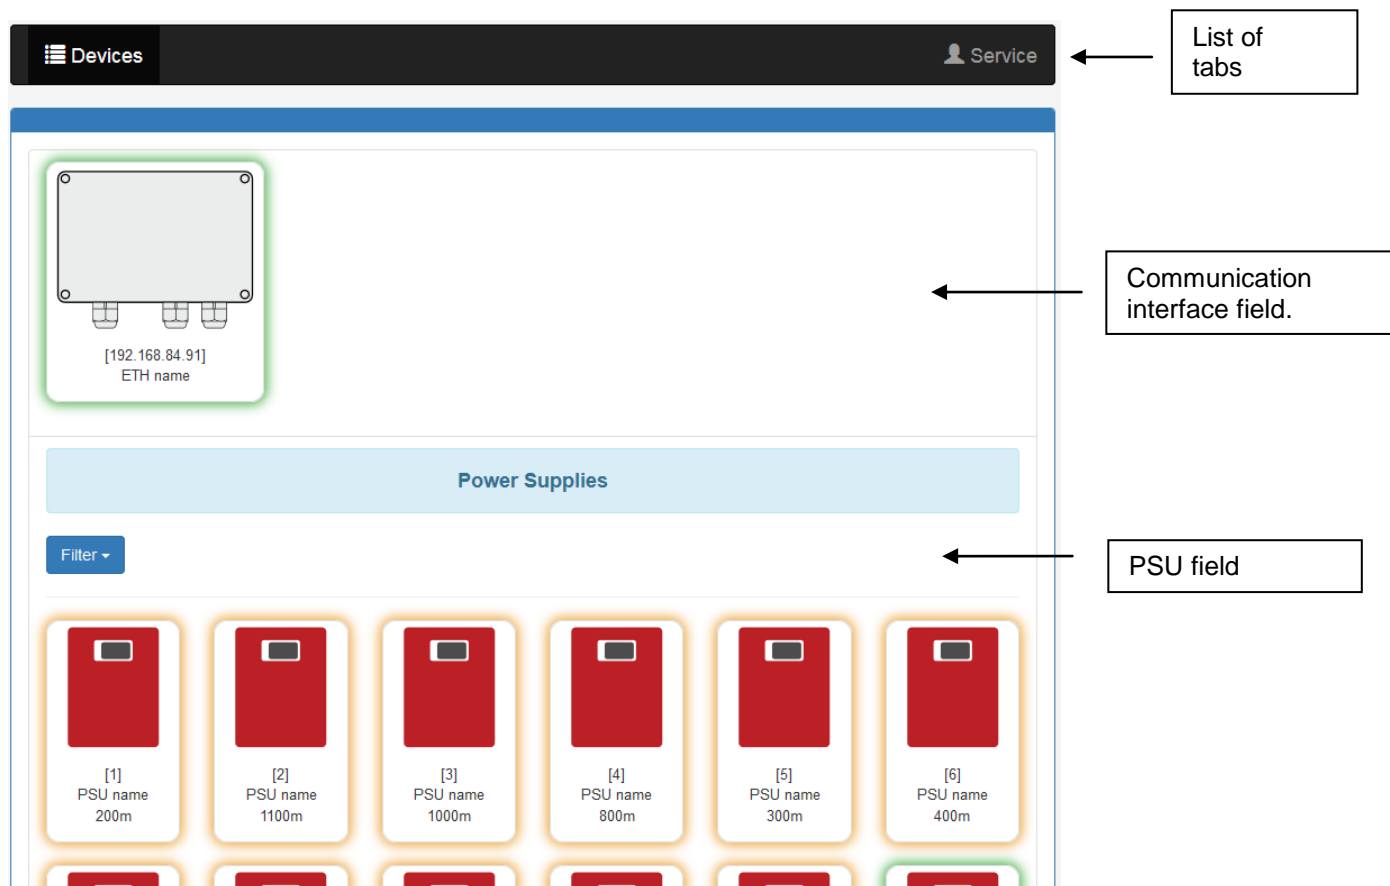 Devices
Service
List of
tabs
[192.168.84.91]
ETH name
Communication
interface field.
Power Supplies
Filter
PSU field
[1]
PSU name
200m
[2]
PSU name
1100m
[3]
PSU name
1000m
[4]
PSU name
800m
[5]
PSU name
300m
[6]
PSU name
400m